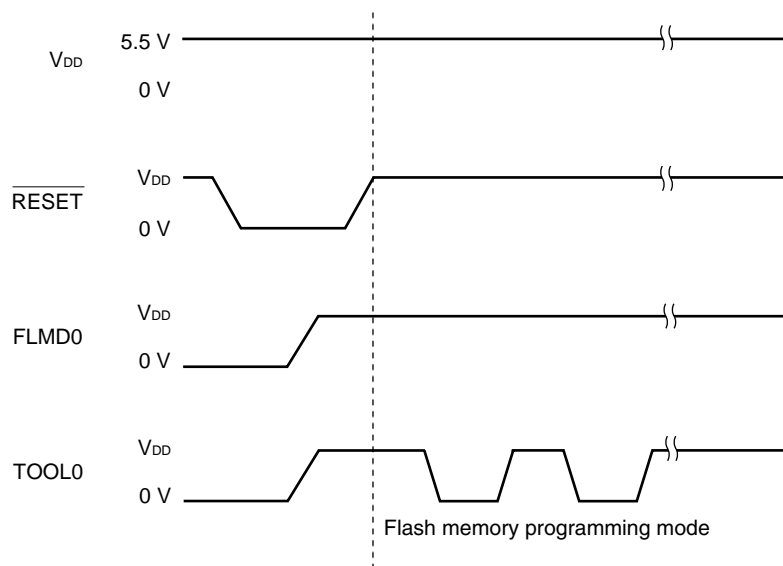 5.5 V
VDD
0 V
VDD
RESET
0 V
VDD
FLMD0
0 V
VDD
TOOL0
0 V
Flash memory programming mode